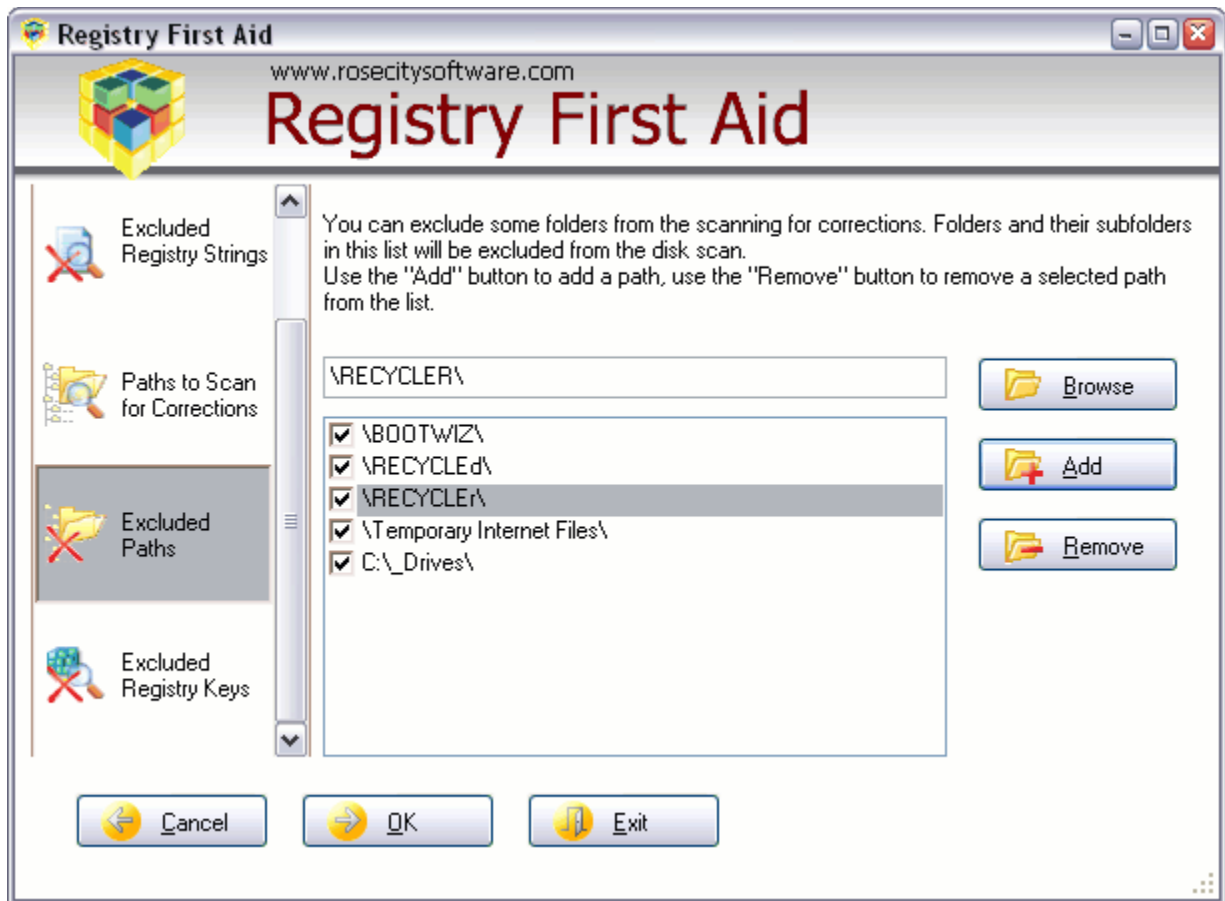 Registry First Aid
www.rosecitysoftware.com
Registry First Aid
Excluded
Registry Strings
Paths to Scan
for Corrections
Excluded
Paths
Excluded
Registry Keys
You can exclude some folders from the scanning for corrections. Folders and their subfolders
in this list will be excluded from the disk scan.
Use the "Add" button to add a path, use the "Remove" button to remove a selected path
from the list.
\RECYCLER\
Browse
\BOOTWIZ\
\RECYCLEd\
\RECYCLEr\
\Temporary Internet Files\
C:\_Drives\
Add
Remove
Cancel
OK
Exit